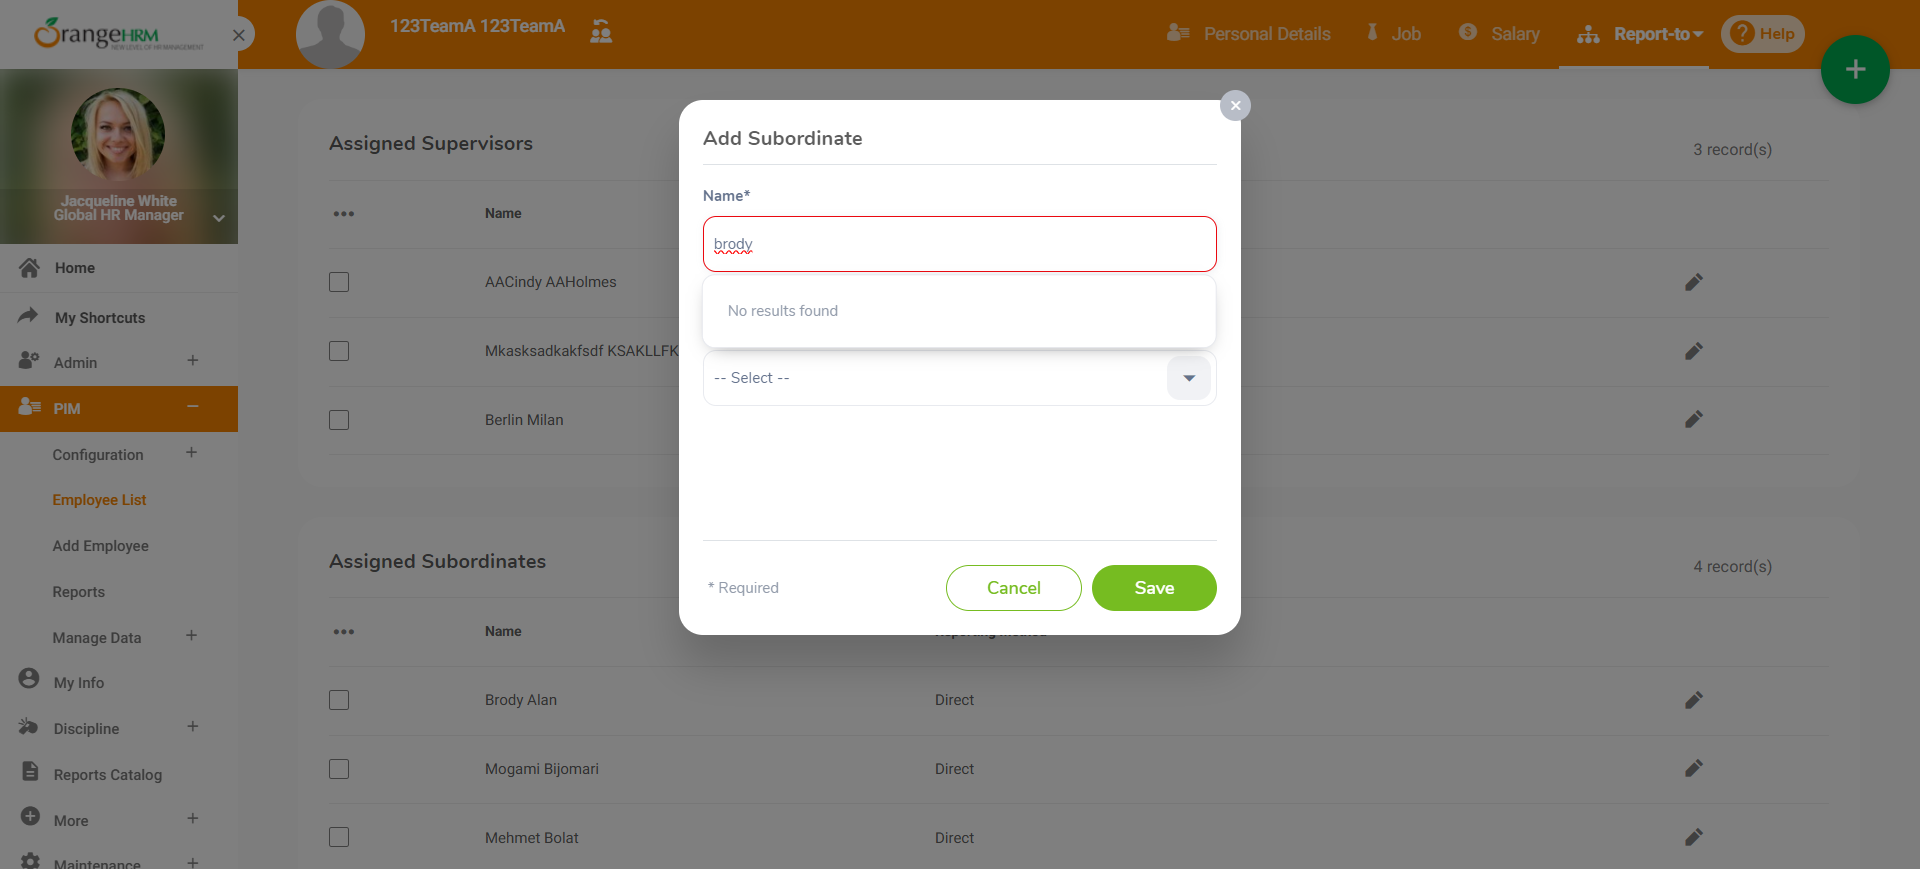 OrangeHRM
NEW LEVEL OF HR MANAGEMENT
123TeamA 123TeamA
Personal Details
Job
Salary
Report-to
Help
Jacqueline White
Global HR Manager
Home
My Shortcuts
Admin
PIM
Configuration
Employee List
Add Employee
Reports
Manage Data
My Info
Discipline
Reports Catalog
More
Maintenance
Assigned Supervisors
3 record(s)
Name
AACindy AAHolmes
Mkasksadkakfsdf KSAKLLFK
Berlin Milan
Add Subordinate
Name*
brody
No results found
-- Select --
* Required
Cancel
Save
Assigned Subordinates
4 record(s)
Name
Reporting Method
Brody Alan
Direct
Mogami Bijomari
Direct
Mehmet Bolat
Direct